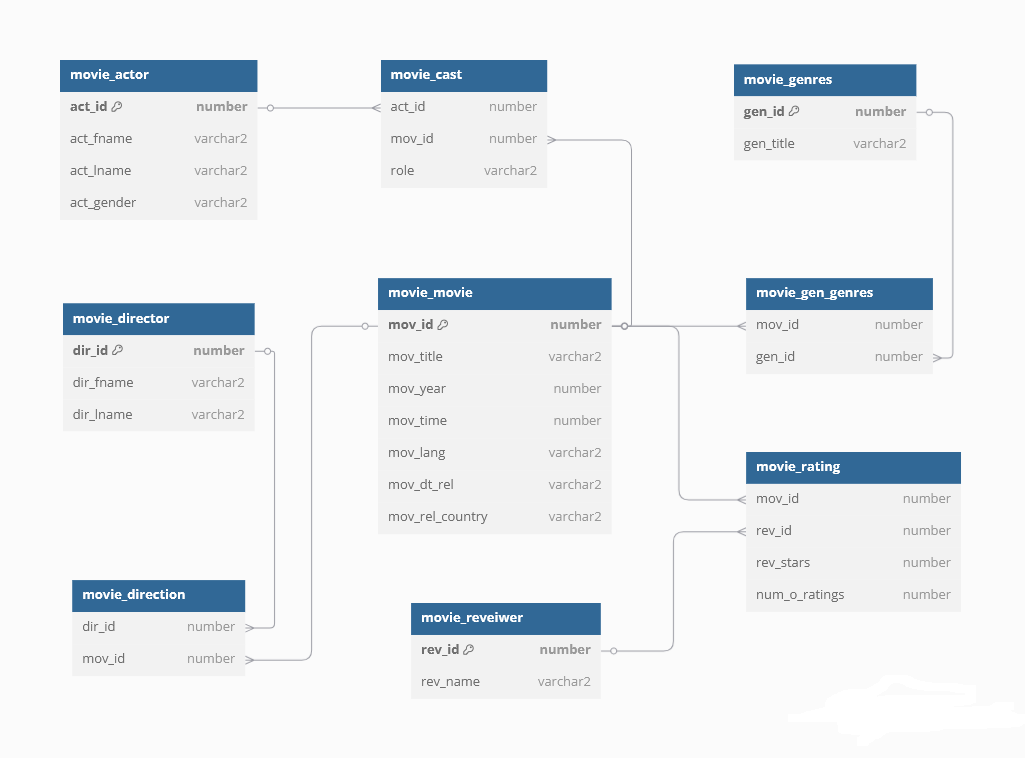 movie_actor
act_id number
act_fname varchar2
act_lname varchar2
act_gender varchar2
movie_cast
act_id number
mov_id number
role varchar2
movie_genres
gen_id number
gen_title varchar2
movie_director
dir_id number
dir_fname varchar2
dir_lname varchar2
movie_movie
mov_id number
mov_title varchar2
mov_year number
mov_time number
mov_lang varchar2
mov_dt_rel varchar2
mov_rel_country varchar2
movie_gen_genres
mov_id number
gen_id number
movie_rating
mov_id number
rev_id number
rev_stars number
num_o_ratings number
movie_direction
dir_id number
mov_id number
movie_reveiwer
rev_id number
rev_name varchar2